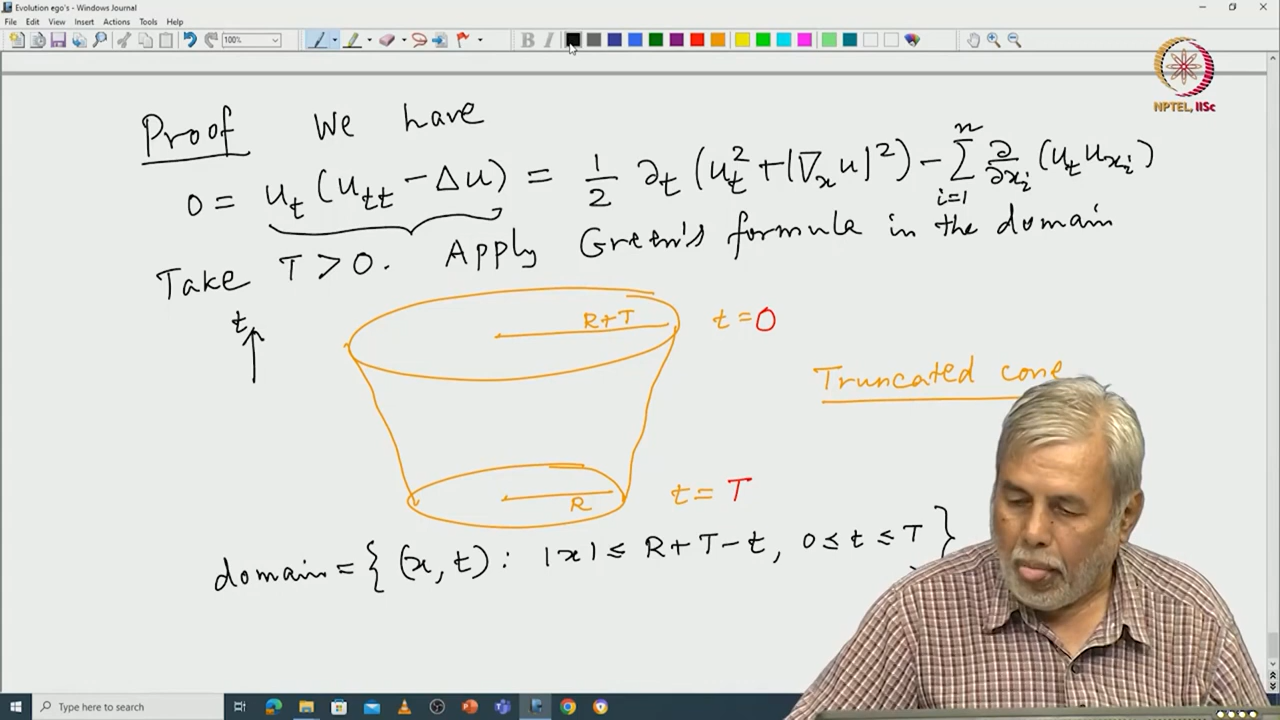 Evolution eqo's - Windows Journal
File Edit View Insert Actions Tools Help
100%
B I
NPTEL, IISc
Proof We have
0 = u_t (u_tt − Δu) = 1/2 ∂_t (u_t^2 + |∇_x u|^2) − Σ_{i=1}^{n} ∂/∂x_i (u_t u_{x_i})
Take T > 0. Apply Green's formula in the domain
t
R+T t = 0
Truncated cone
R t = T
domain = { (x, t) : |x| ≤ R+T−t, 0 ≤ t ≤ T }
Type here to search